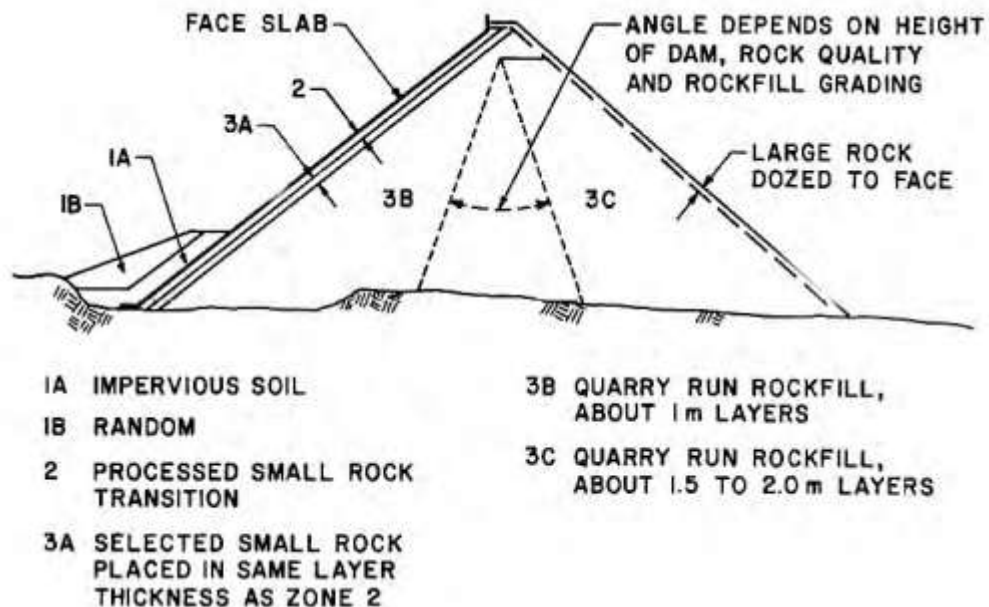 FACE SLAB
ANGLE DEPENDS ON HEIGHT
OF DAM, ROCK QUALITY
AND ROCKFILL GRADING
2
3A
1A
LARGE ROCK
DOZED TO FACE
3B
3C
1B
1A IMPERVIOUS SOIL
1B RANDOM
2 PROCESSED SMALL ROCK
TRANSITION
3A SELECTED SMALL ROCK
PLACED IN SAME LAYER
THICKNESS AS ZONE 2
3B QUARRY RUN ROCKFILL,
ABOUT 1m LAYERS
3C QUARRY RUN ROCKFILL,
ABOUT 1.5 TO 2.0m LAYERS